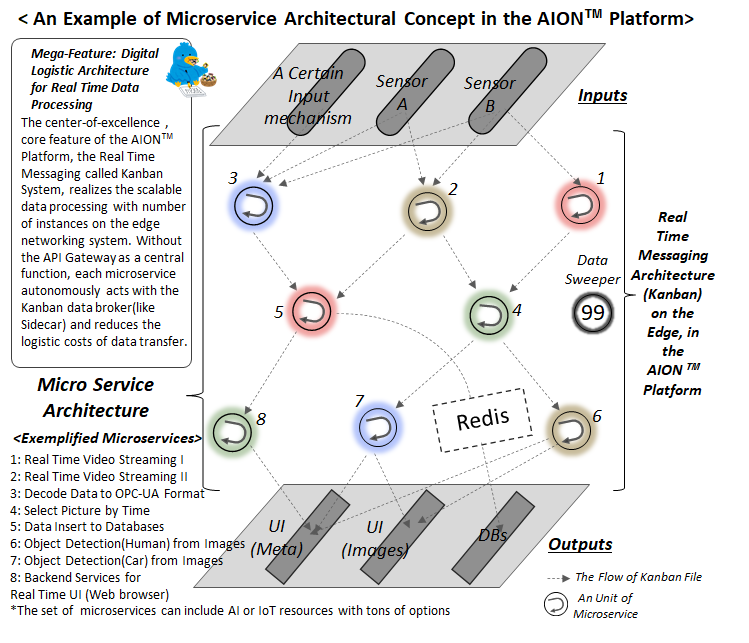 < An Example of Microservice Architectural Concept in the AION™ Platform>
Mega-Feature: Digital
Logistic Architecture
for Real Time Data
Processing
The center-of-excellence ,
core feature of the AION™
Platform, the Real Time
Messaging called Kanban
System, realizes the scalable
data processing with number
of instances on the edge
networking system. Without
the API Gateway as a central
function, each microservice
autonomously acts with the
Kanban data broker(like
Sidecar) and reduces the
logistic costs of data transfer.
Micro Service
Architecture
<Exemplified Microservices>
1: Real Time Video Streaming I
2: Real Time Video Streaming II
3: Decode Data to OPC-UA Format
4: Select Picture by Time
5: Data Insert to Databases
6: Object Detection(Human) from Images
7: Object Detection(Car) from Images
8: Backend Services for
Real Time UI (Web browser)
*The set of microservices can include AI or IoT resources with tons of options
A Certain
Input
mechanism
Sensor
A
Sensor
B
Inputs
3
2
1
Data
Sweeper
99
5
4
8
7
Redis
6
UI
(Meta)
UI
(Images)
DBs
Outputs
Real
Time
Messaging
Architecture
(Kanban)
on the
Edge, in
the
AION ™
Platform
The Flow of Kanban File
An Unit of
Microservice